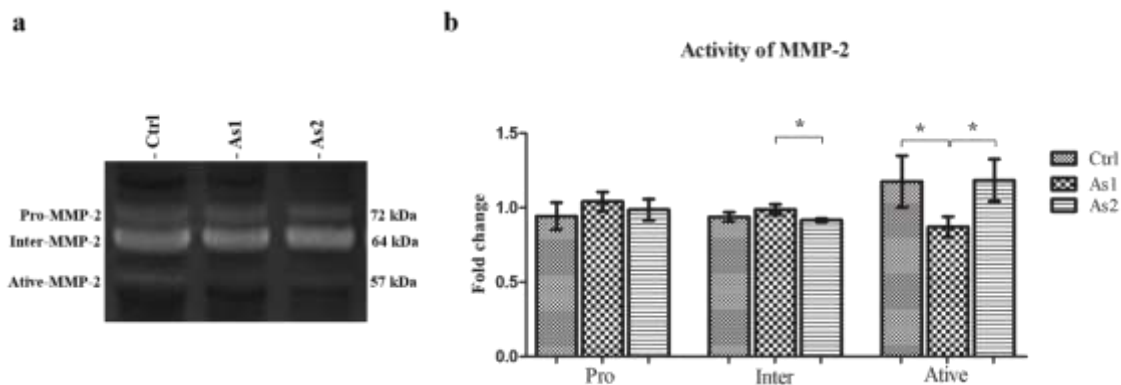 a
- Ctrl
- As1
- As2
Pro-MMP-2
72 kDa
Inter-MMP-2
64 kDa
Ative-MMP-2
57 kDa
b
Activity of MMP-2
Fold change
1.5
1.0
0.5
0.0
*
*
*
Pro
Inter
Ative
Ctrl
As1
As2